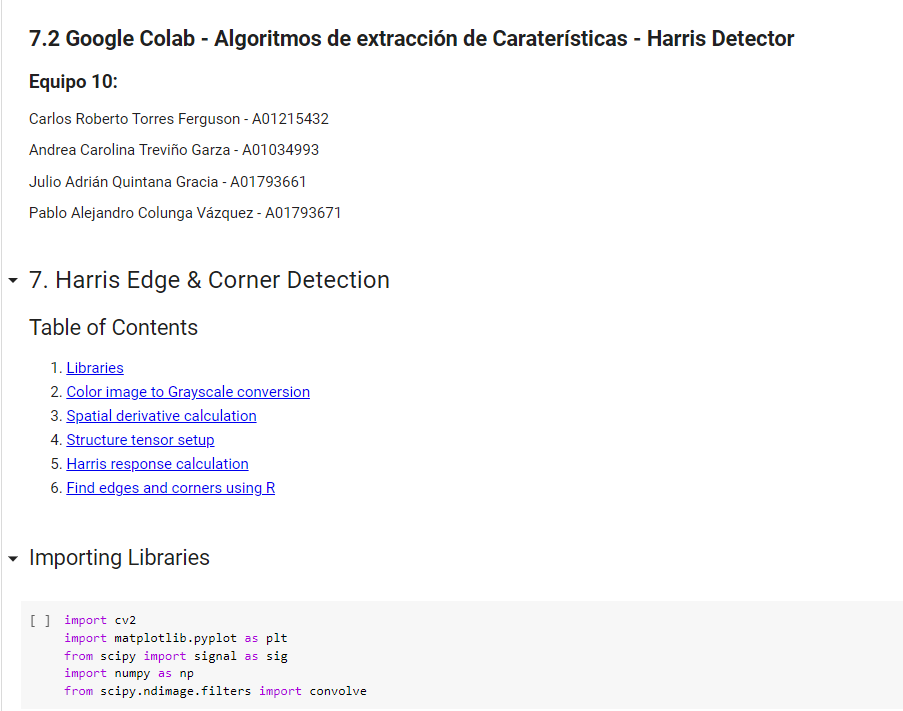 7.2 Google Colab - Algoritmos de extracción de Caraterísticas - Harris Detector
Equipo 10:
Carlos Roberto Torres Ferguson - A01215432
Andrea Carolina Treviño Garza - A01034993
Julio Adrián Quintana Gracia - A01793661
Pablo Alejandro Colunga Vázquez - A01793671
7. Harris Edge & Corner Detection
Table of Contents
1. Libraries
2. Color image to Grayscale conversion
3. Spatial derivative calculation
4. Structure tensor setup
5. Harris response calculation
6. Find edges and corners using R
Importing Libraries
[ ] import cv2
import matplotlib.pyplot as plt
from scipy import signal as sig
import numpy as np
from scipy.ndimage.filters import convolve